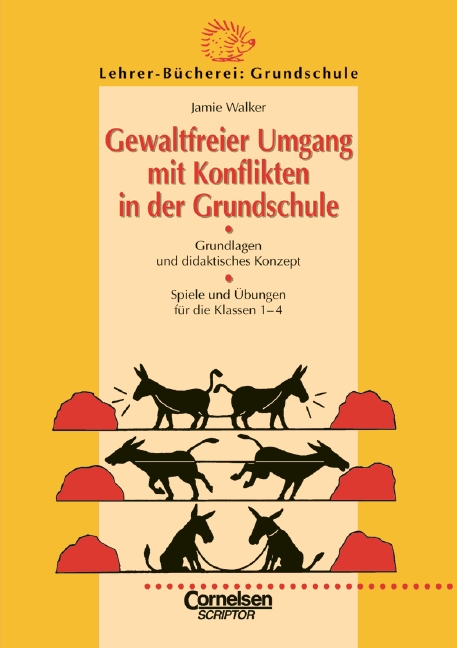 Lehrer-Bücherei: Grundschule
Jamie Walker
Gewaltfreier Umgang
mit Konflikten
in der Grundschule
Grundlagen
und didaktisches Konzept
Spiele und Übungen
für die Klassen 1–4
Cornelsen
SCRIPTOR